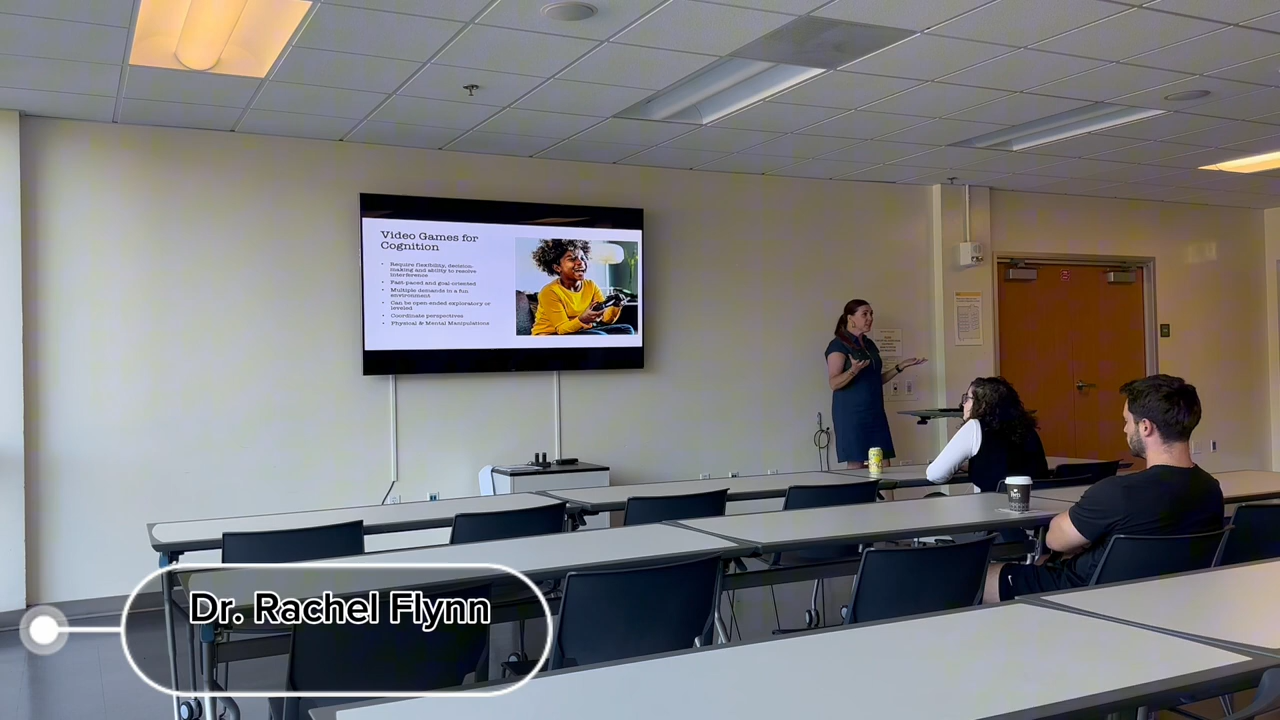 Video Games for
Cognition
• Require flexibility, decision-
making and ability to resolve
interference
• Fast paced and goal-oriented
• Multiple demands in a fun
environment
• Can be open-ended exploratory or
leveled
• Coordinate perspectives
• Physical & Mental Manipulations
Dr. Rachel Flynn